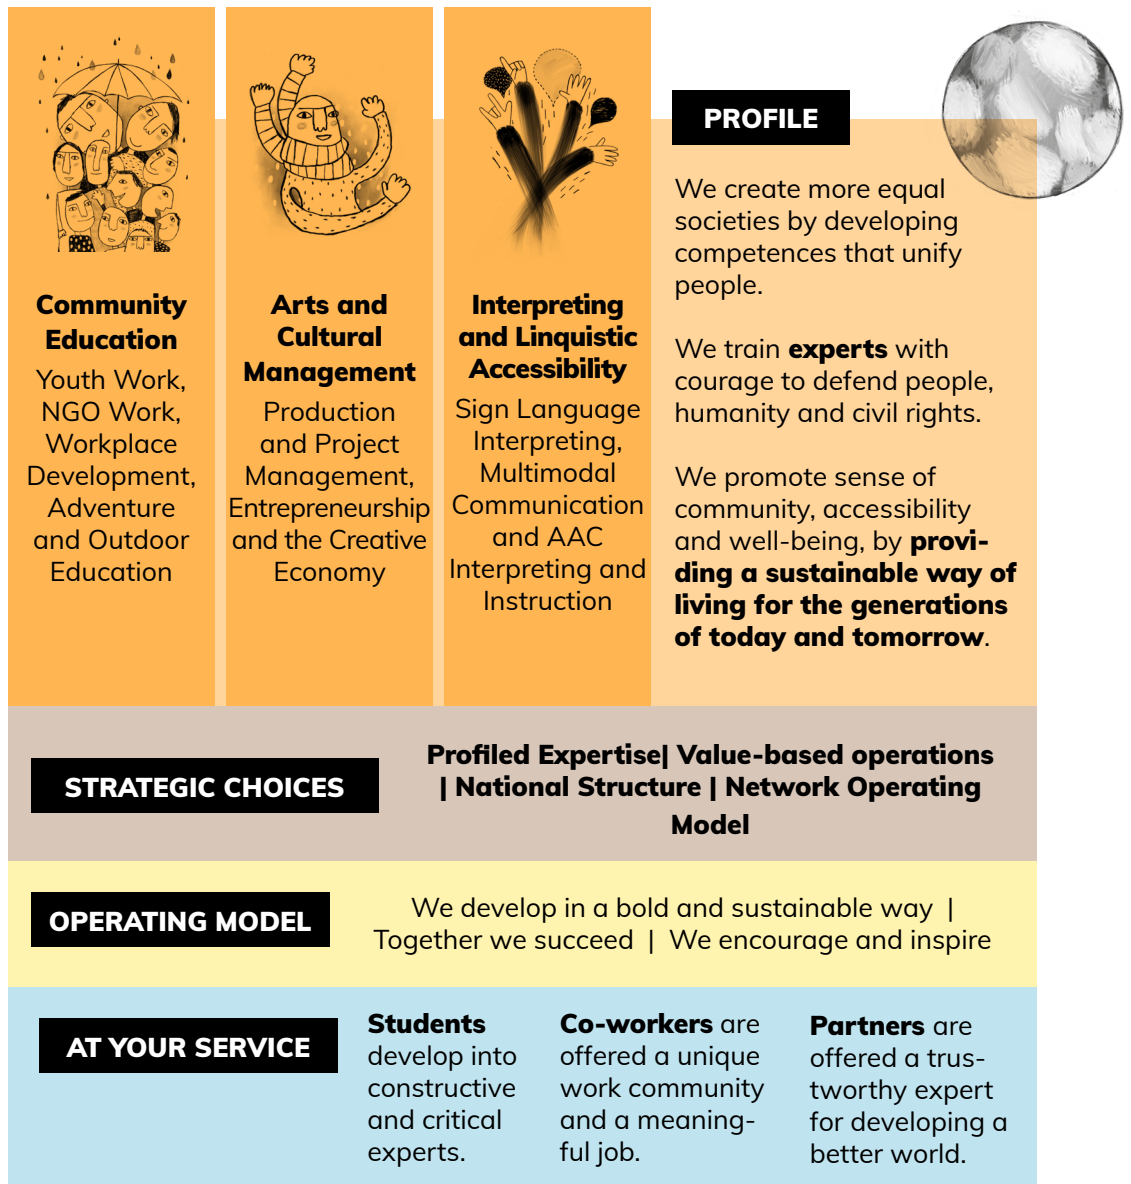 Community
Education
Youth Work,
NGO Work,
Workplace
Development,
Adventure
and Outdoor
Education
Arts and
Cultural
Management
Production
and Project
Management,
Entrepreneurship
and the Creative
Economy
Interpreting
and Linquistic
Accessibility
Sign Language
Interpreting,
Multimodal
Communication
and AAC
Interpreting and
Instruction
PROFILE
We create more equal
societies by developing
competences that unify
people.
We train experts with
courage to defend people,
humanity and civil rights.
We promote sense of
community, accessibility
and well-being, by provi-
ding a sustainable way of
living for the generations
of today and tomorrow.
STRATEGIC CHOICES
Profiled Expertise| Value-based operations
| National Structure | Network Operating
Model
OPERATING MODEL
We develop in a bold and sustainable way |
Together we succeed | We encourage and inspire
AT YOUR SERVICE
Students
develop into
constructive
and critical
experts.
Co-workers are
offered a unique
work community
and a meaning-
ful job.
Partners are
offered a trus-
tworthy expert
for developing a
better world.